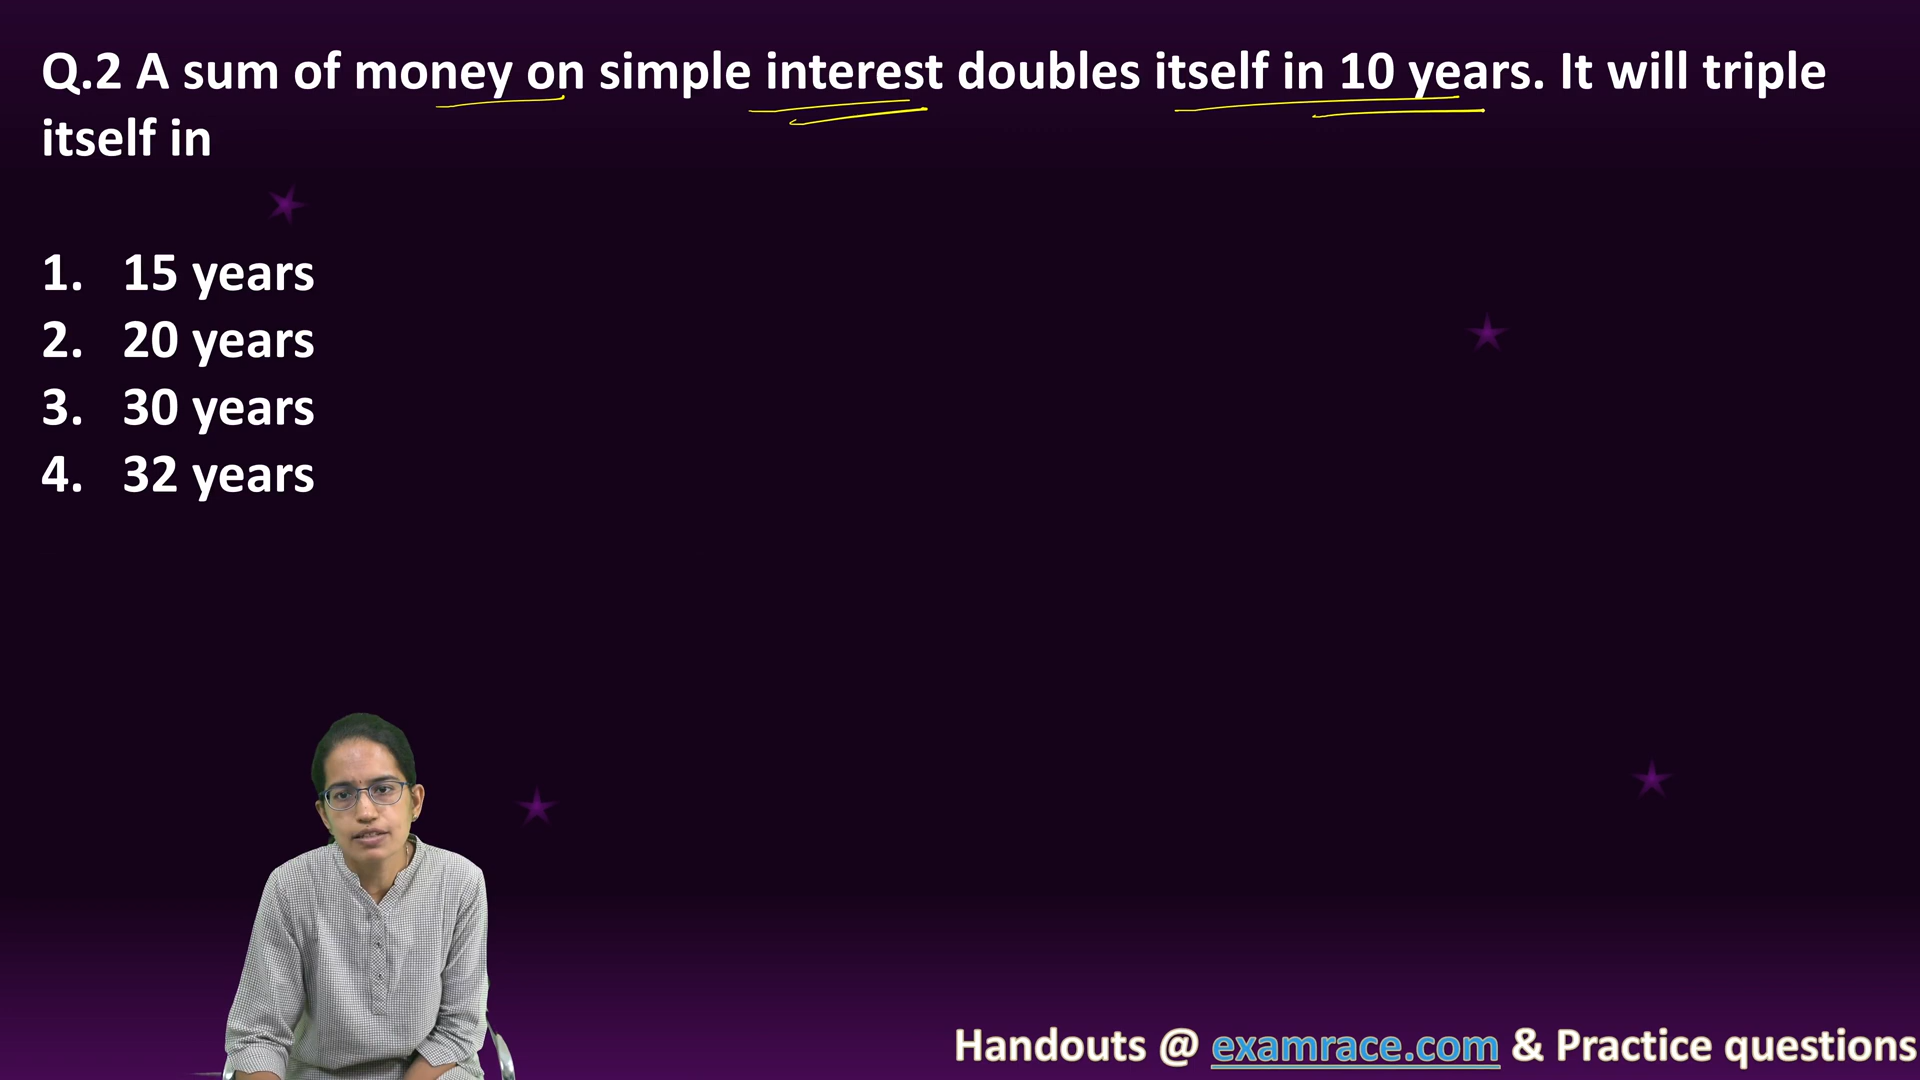 Q.2 A sum of money on simple interest doubles itself in 10 years. It will triple
itself in
1. 15 years
2. 20 years
3. 30 years
4. 32 years
Handouts @ examrace.com & Practice questions